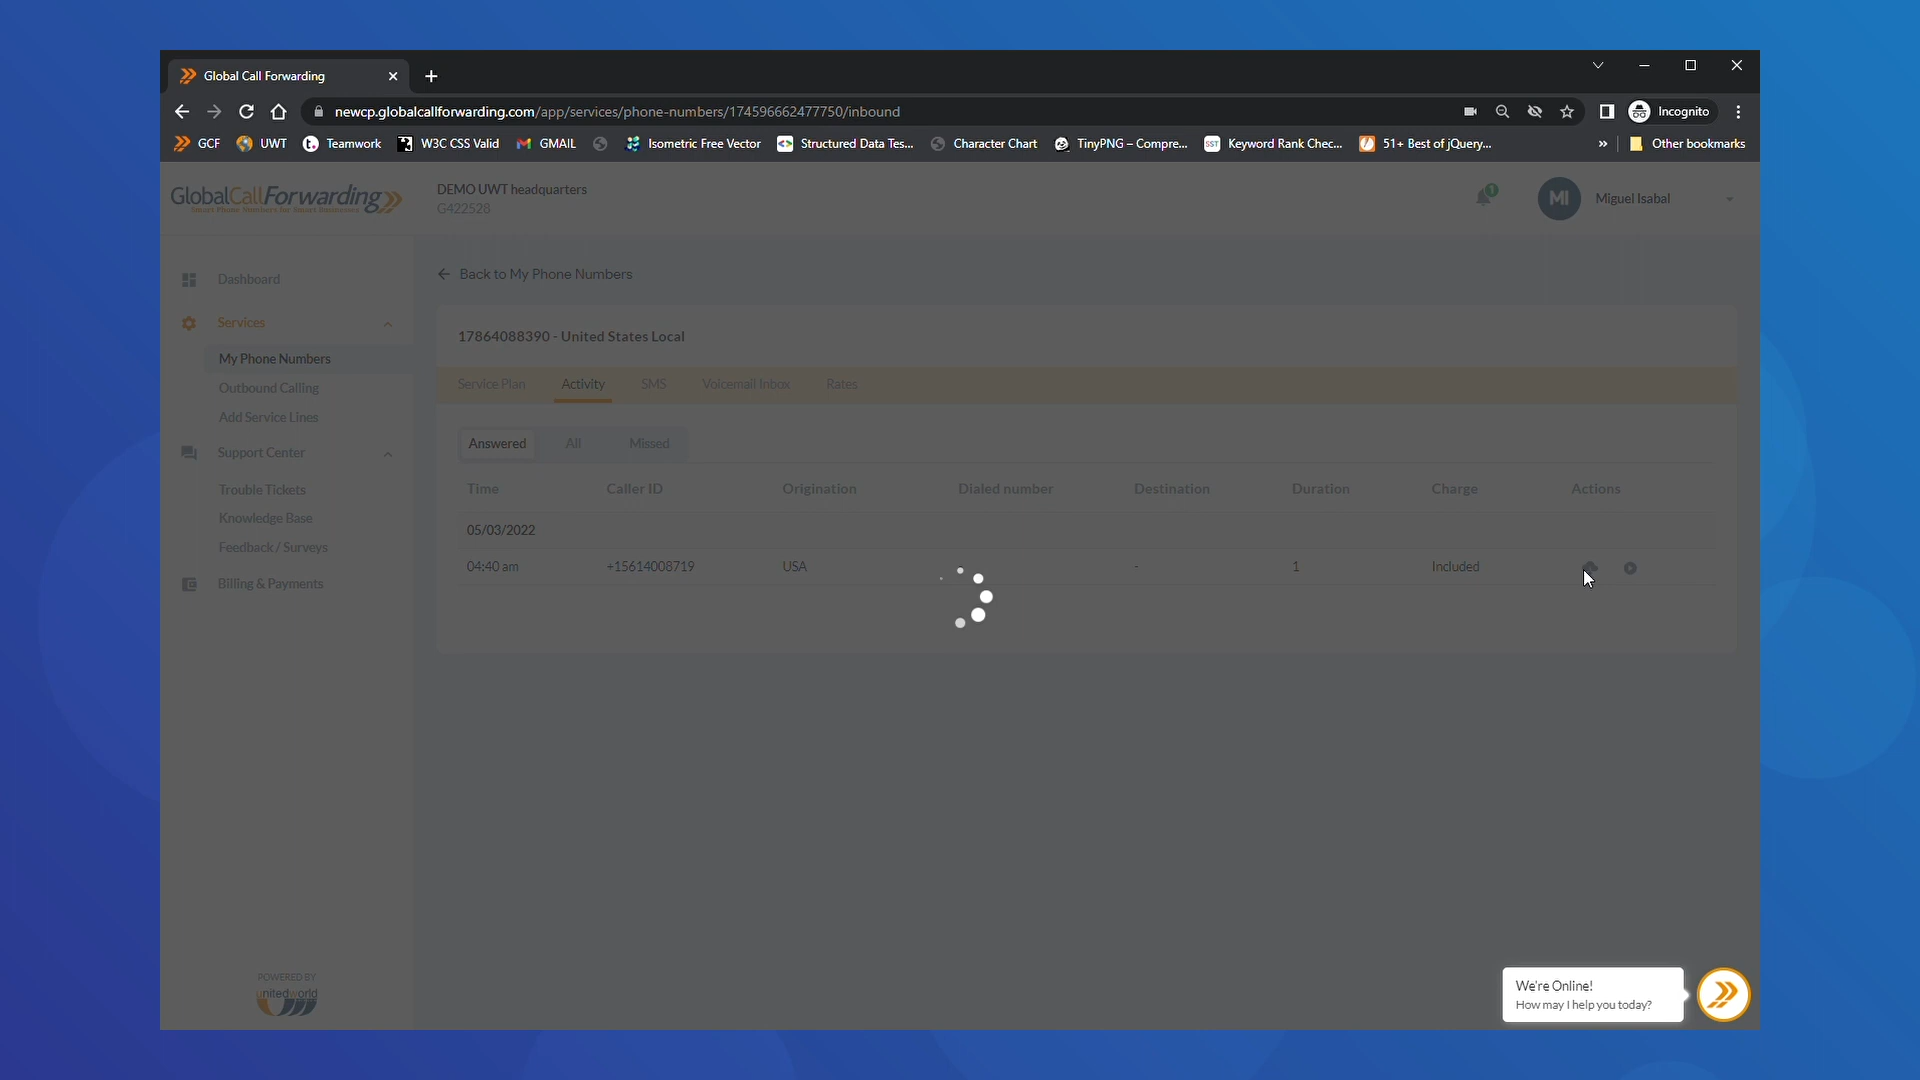 Global Call Forwarding
newcp.globalcallforwarding.com/app/services/phone-numbers/174596662477750/inbound
Incognito
GCF
UWT
t.
Teamwork
W3C CSS Valid
GMAIL
Isometric Free Vector
Structured Data Tes...
Character Chart
TinyPNG – Compre...
SST
Keyword Rank Chec...
51+ Best of jQuery...
»
Other bookmarks
GlobalCallForwarding
Smart Phone Numbers for Smart Businesses
DEMO UWT headquarters
G422528
1
MI
Miguel Isabal
Dashboard
Services
My Phone Numbers
Outbound Calling
Add Service Lines
Support Center
Trouble Tickets
Knowledge Base
Feedback / Surveys
Billing & Payments
POWERED BY
unitedworld
Back to My Phone Numbers
17864088390 - United States Local
Service Plan
Activity
SMS
Voicemail Inbox
Rates
Answered
All
Missed
Time
Caller ID
Origination
Dialed number
Destination
Duration
Charge
Actions
05/03/2022
04:40 am
+15614008719
USA
-
1
Included
We're Online!
How may I help you today?